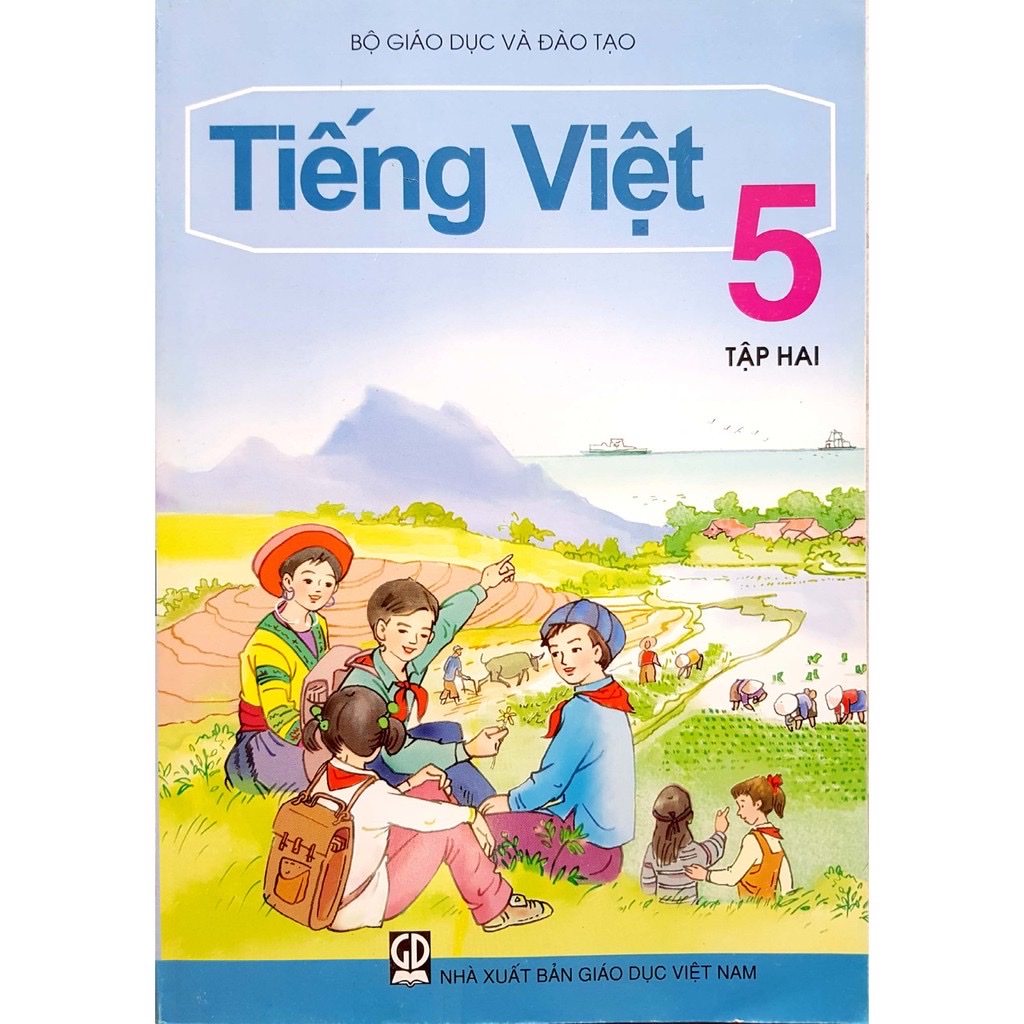 BỘ GIÁO DỤC VÀ ĐÀO TẠO
Tiếng Việt
5
TẬP HAI
GD
NHÀ XUẤT BẢN GIÁO DỤC VIỆT NAM